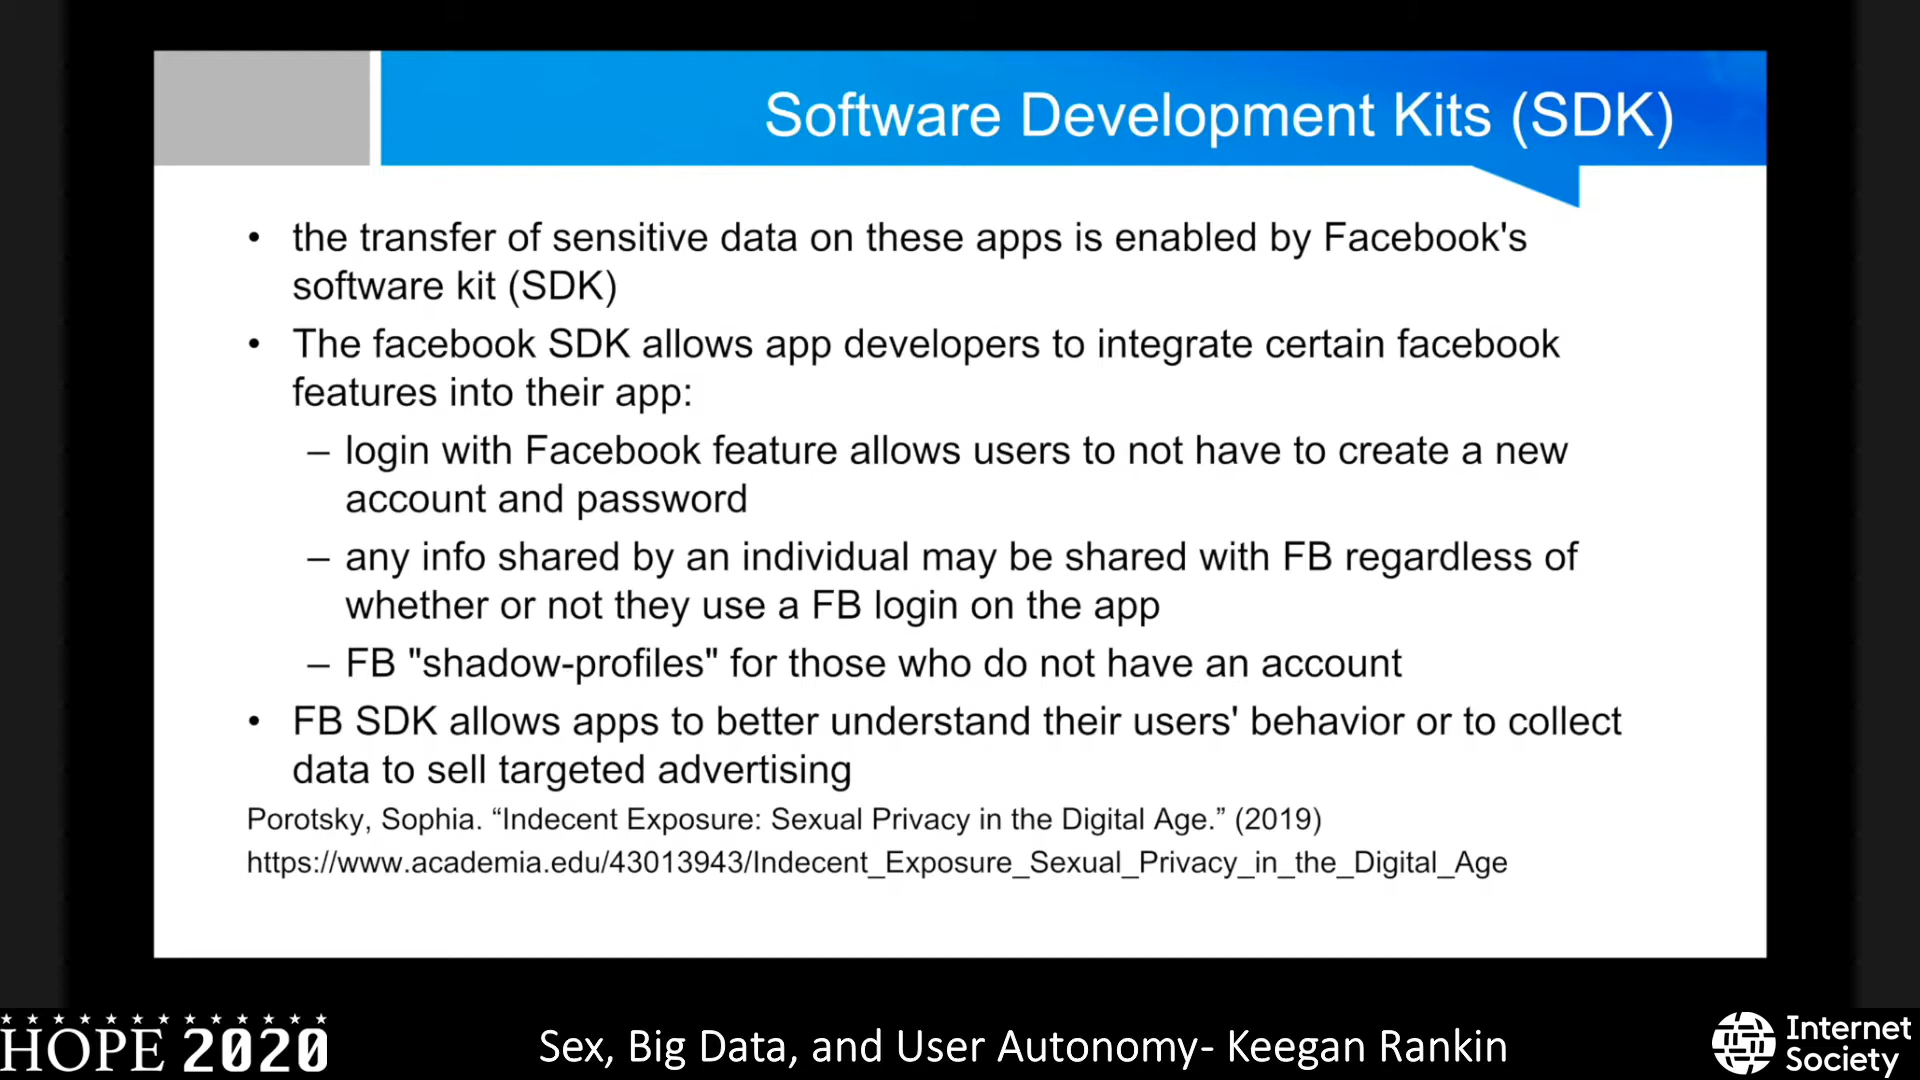 Software Development Kits (SDK)
• the transfer of sensitive data on these apps is enabled by Facebook's
software kit (SDK)
• The facebook SDK allows app developers to integrate certain facebook
features into their app:
– login with Facebook feature allows users to not have to create a new
account and password
– any info shared by an individual may be shared with FB regardless of
whether or not they use a FB login on the app
– FB "shadow-profiles" for those who do not have an account
• FB SDK allows apps to better understand their users' behavior or to collect
data to sell targeted advertising
Porotsky, Sophia. “Indecent Exposure: Sexual Privacy in the Digital Age.” (2019)
https://www.academia.edu/43013943/Indecent_Exposure_Sexual_Privacy_in_the_Digital_Age
HOPE 2020
Sex, Big Data, and User Autonomy- Keegan Rankin
Internet
Society